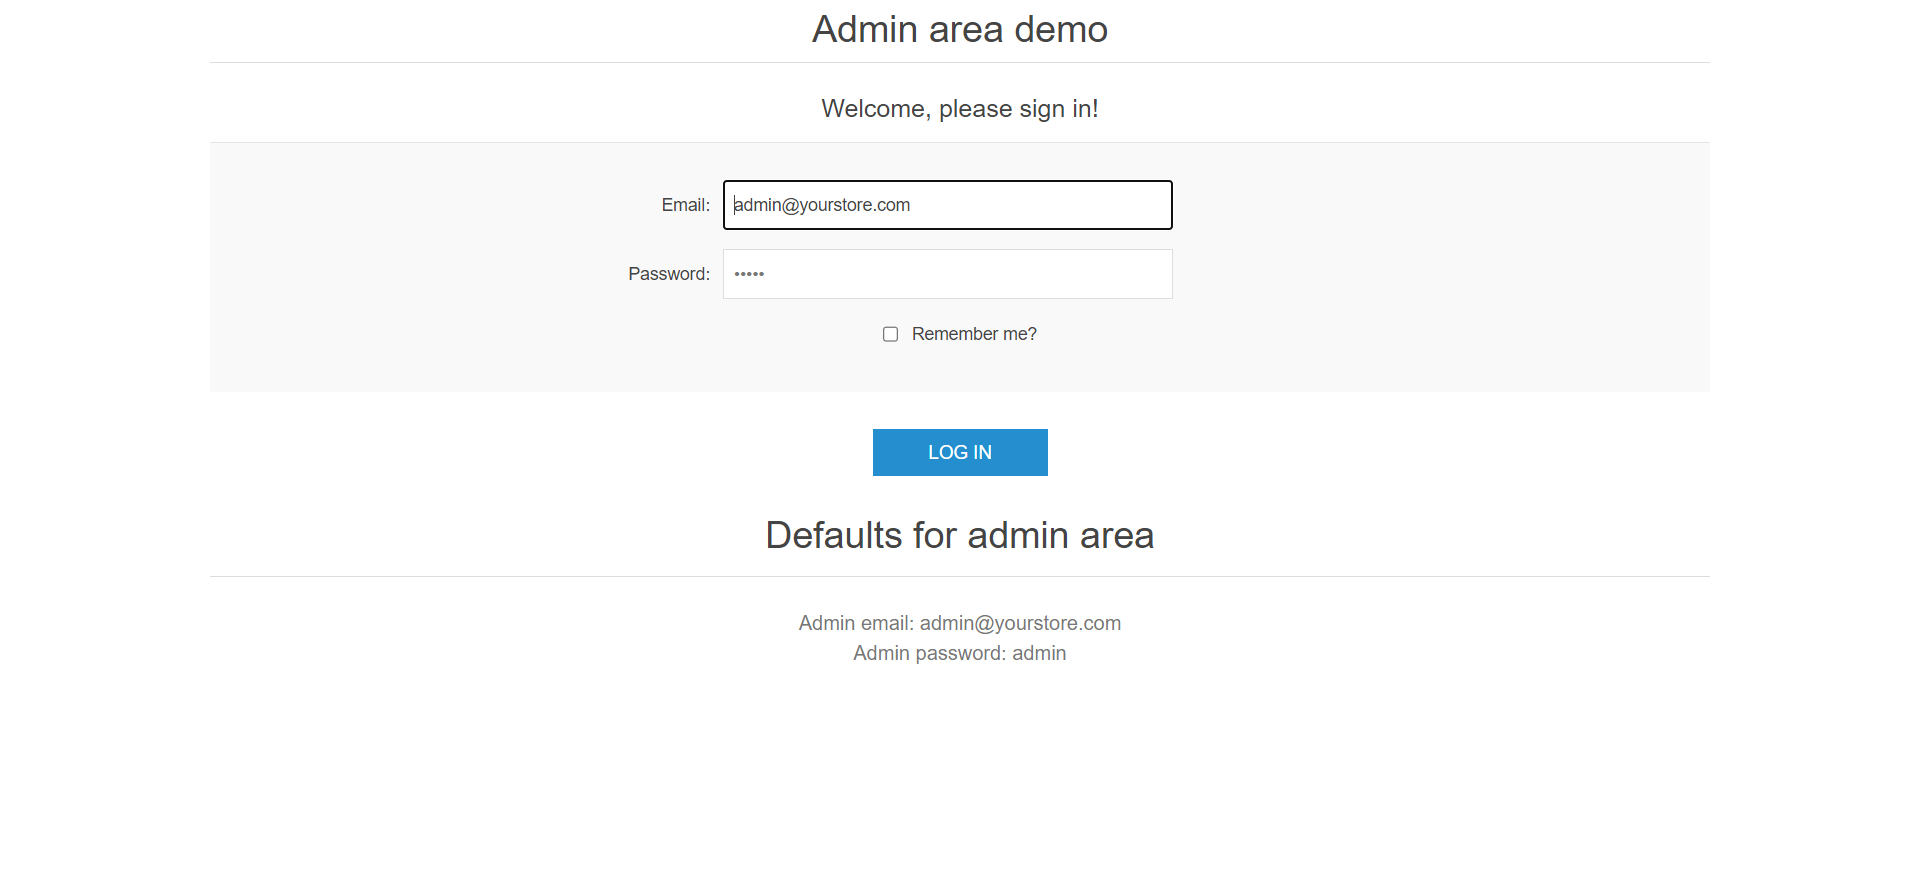 Admin area demo
Welcome, please sign in!
Email: admin@yourstore.com
Password: •••••
Remember me?
LOG IN
Defaults for admin area
Admin email: admin@yourstore.com
Admin password: admin